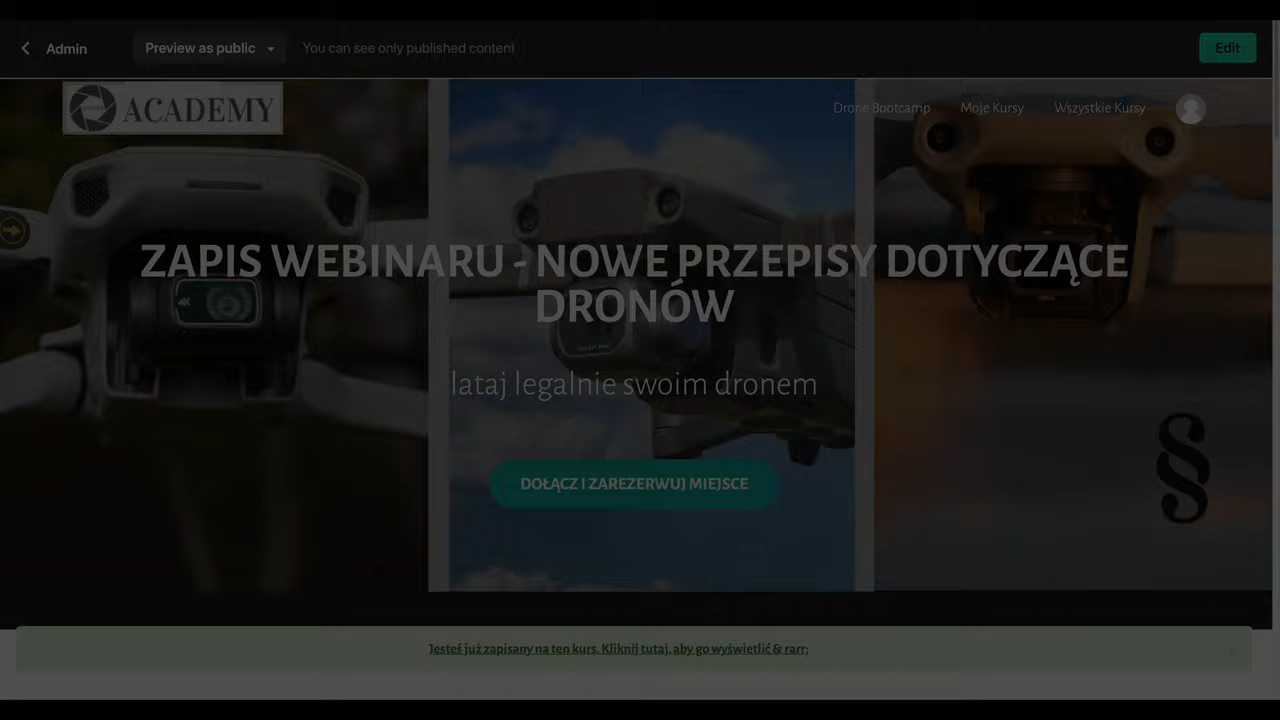 Admin
Preview as public
You can see only published content
Edit
ACADEMY
Drone Bootcamp
Moje Kursy
Wszystkie Kursy
ZAPIS WEBINARU - NOWE PRZEPISY DOTYCZĄCE
DRONÓW
lataj legalnie swoim dronem
DOŁĄCZ I ZAREZERWUJ MIEJSCE
§
Jesteś już zapisany na ten kurs. Kliknij tutaj, aby go wyświetlić & rarr;